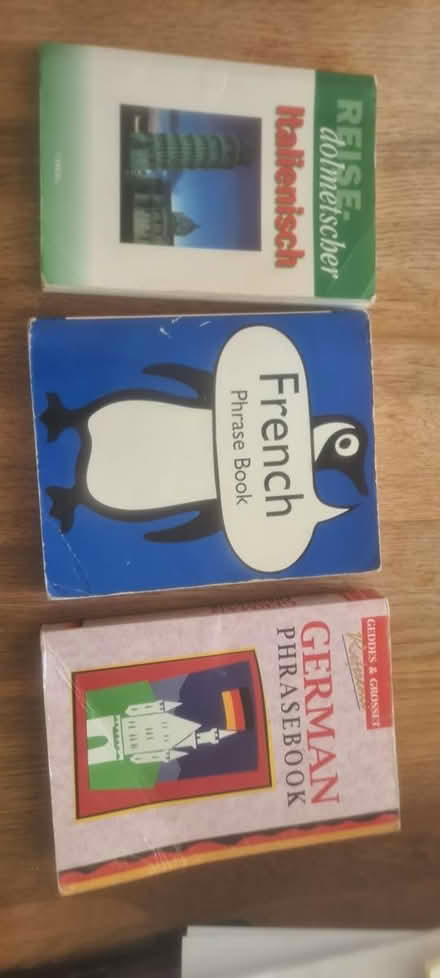 REISE-
dolmetscher
Italienisch
French
Phrase Book
GEDDES & GROSSET
GERMAN
PHRASEBOOK